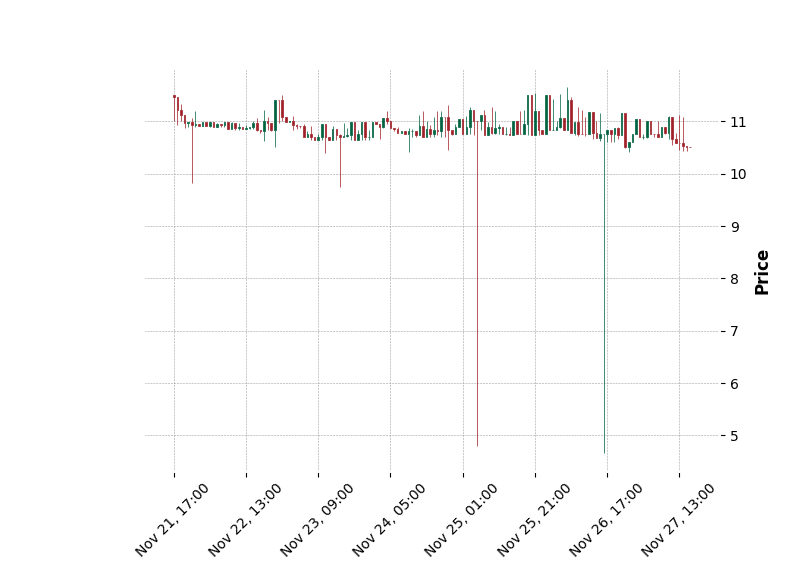 11
10
9
8
7
6
5
Price
Nov 21, 17:00
Nov 22, 13:00
Nov 23, 09:00
Nov 24, 05:00
Nov 25, 01:00
Nov 25, 21:00
Nov 26, 17:00
Nov 27, 13:00